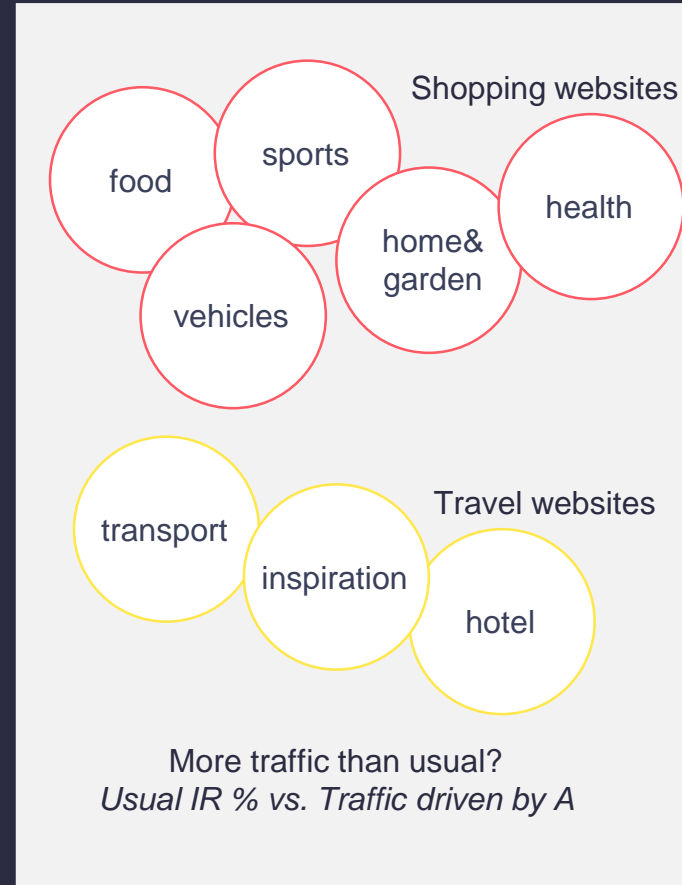 Shopping websites
food
sports
health
home&
garden
vehicles
Travel websites
transport
inspiration
hotel
More traffic than usual?
Usual IR % vs. Traffic driven by A